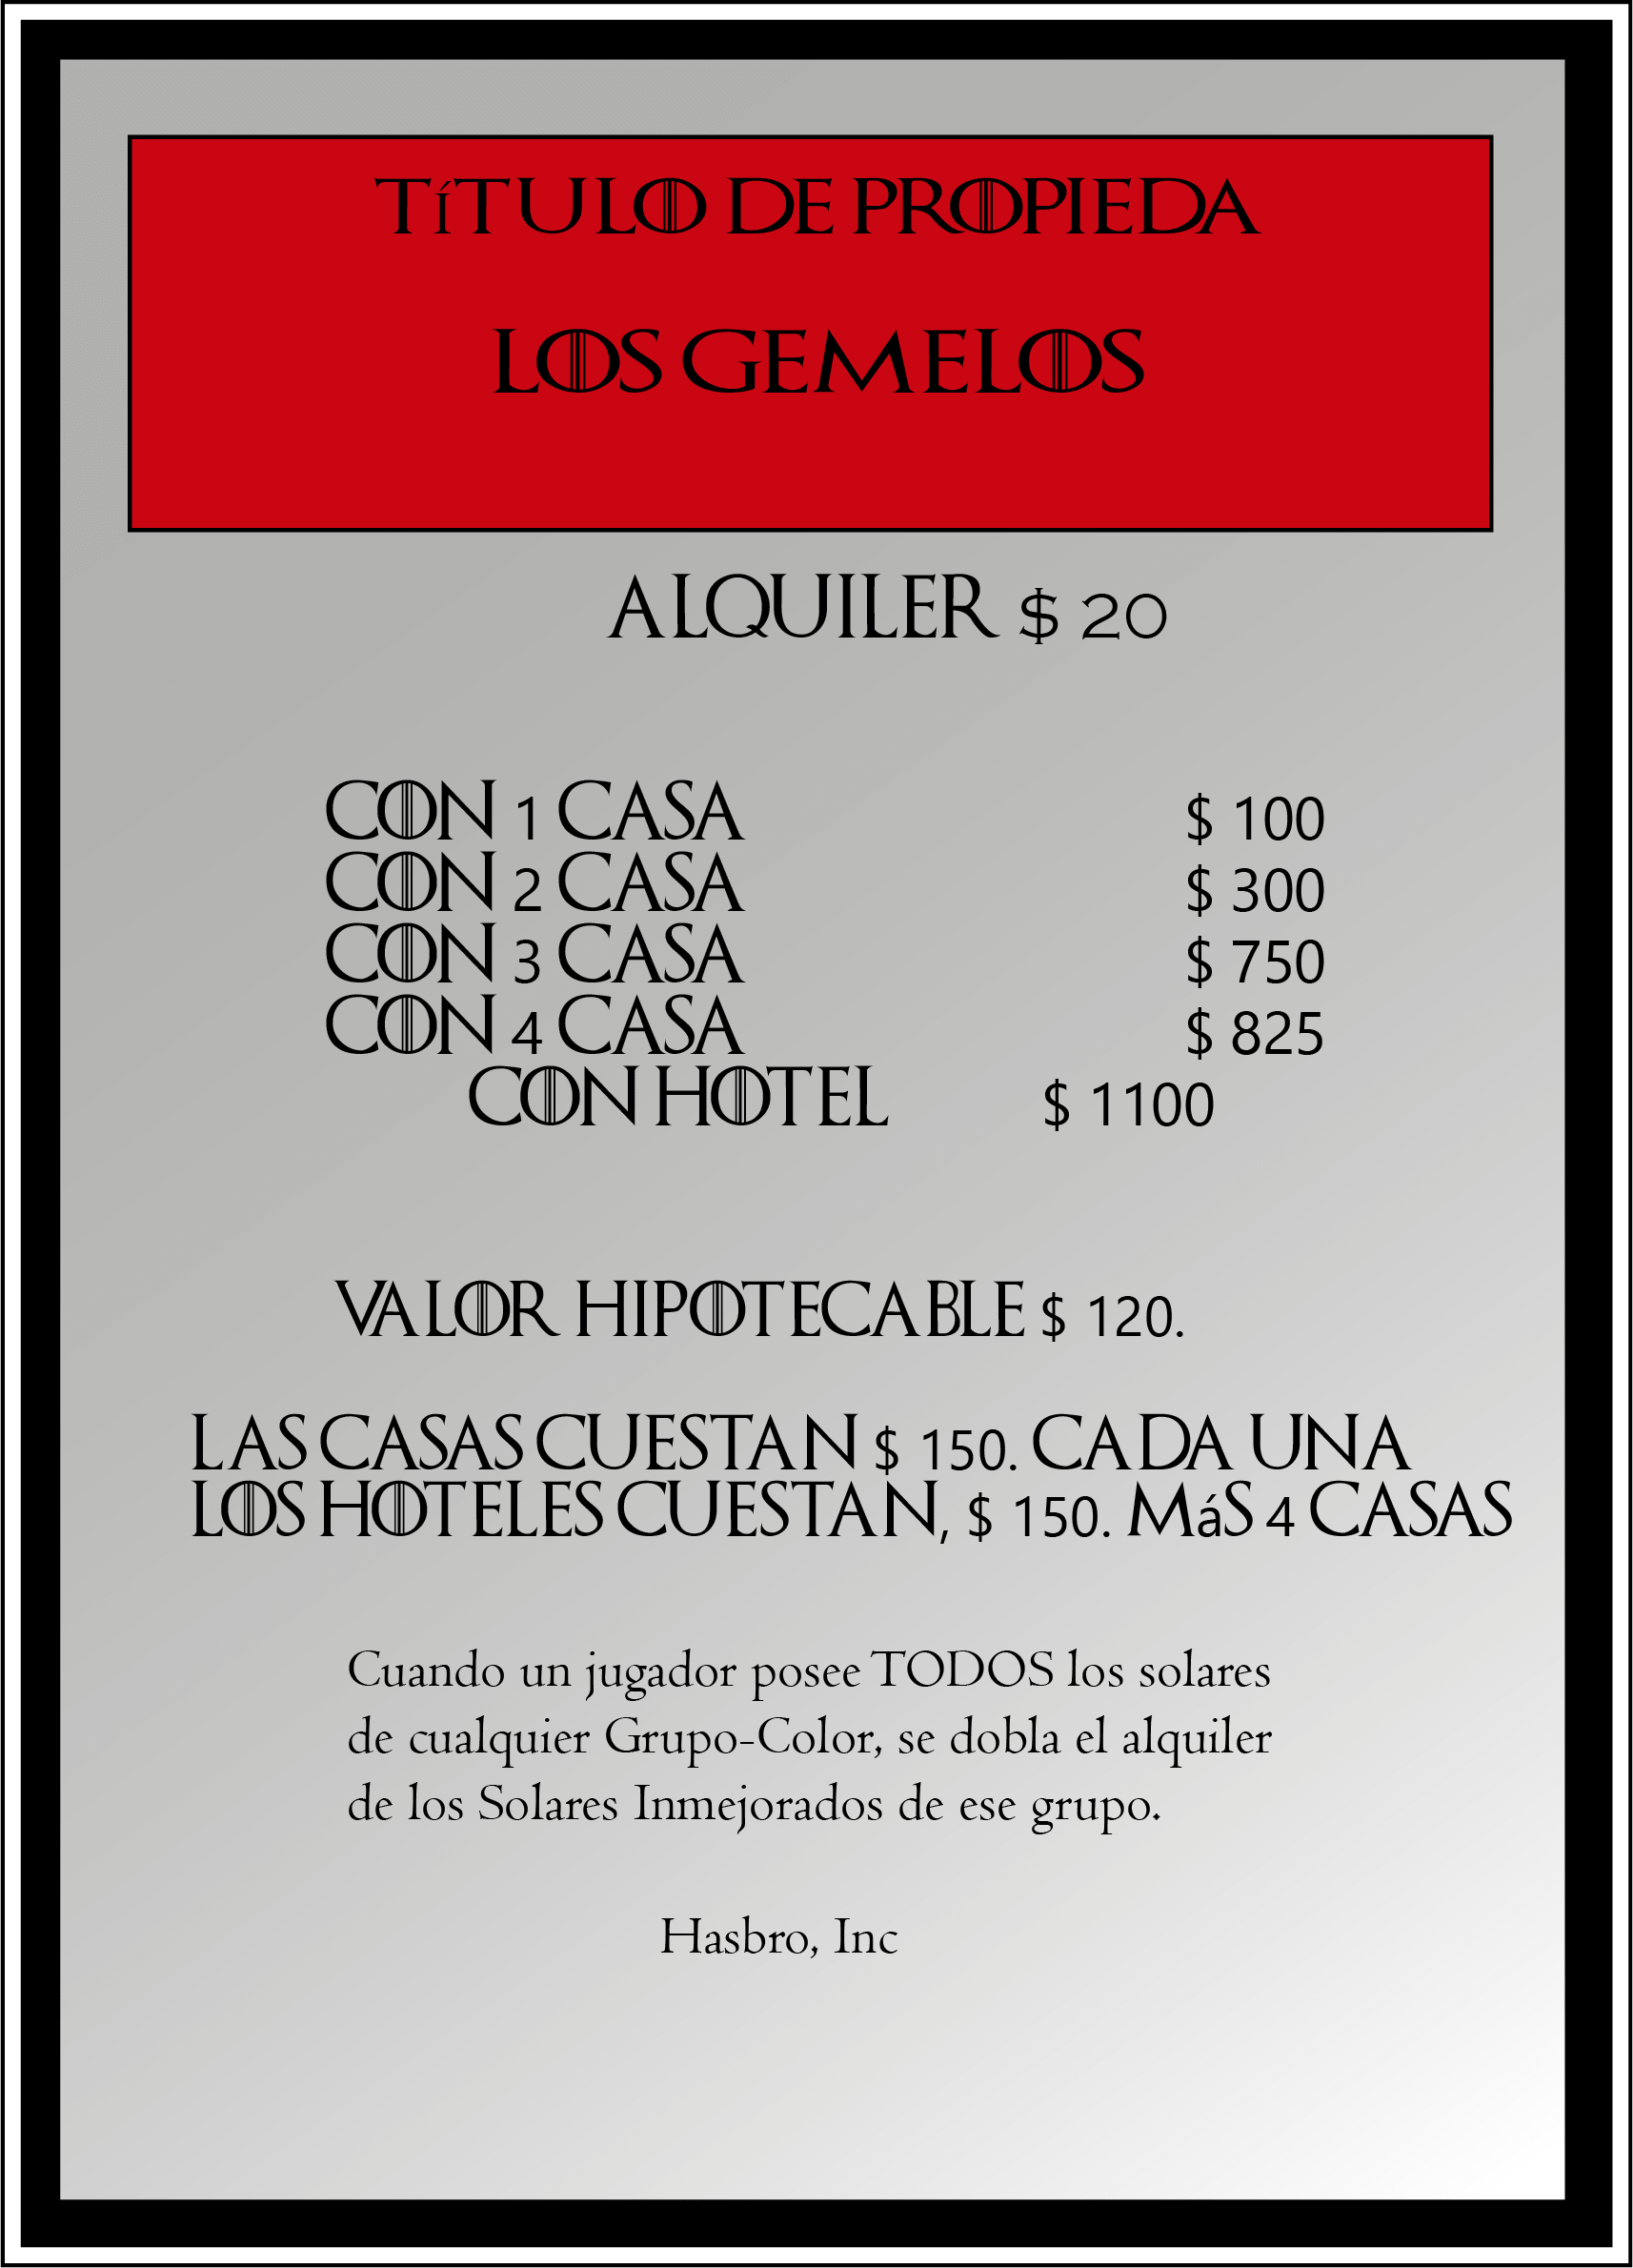 TíTULO DE PROPIEDA
LOS GEMELOS
ALQUILER $ 20
CON 1 CASA $ 100
CON 2 CASA $ 300
CON 3 CASA $ 750
CON 4 CASA $ 825
CON HOTEL $ 1100
VALOR HIPOTECABLE $ 120.
LAS CASAS CUESTAN $ 150. CADA UNA
LOS HOTELES CUESTAN, $ 150. MáS 4 CASAS
Cuando un jugador posee TODOS los solares
de cualquier Grupo-Color, se dobla el alquiler
de los Solares Inmejorados de ese grupo.
Hasbro, Inc